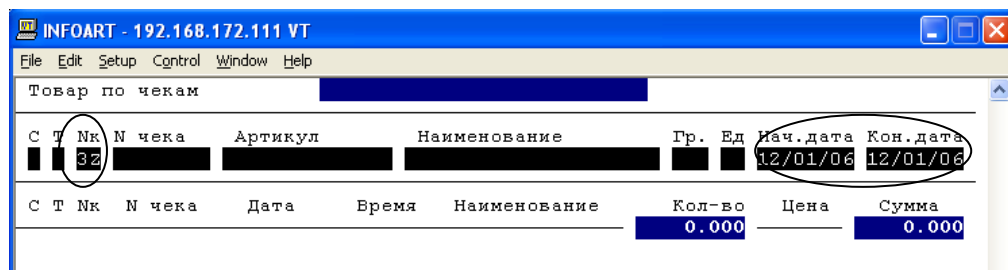 INFOART - 192.168.172.111 VT
File Edit Setup Control Window Help
Товар по чекам
С Т Nк N чека Артикул Наименование Гр. Ед Нач.дата Кон.дата
3Z 12/01/06 12/01/06
С Т Nк N чека Дата Время Наименование Кол-во Цена Сумма
0.000 0.000